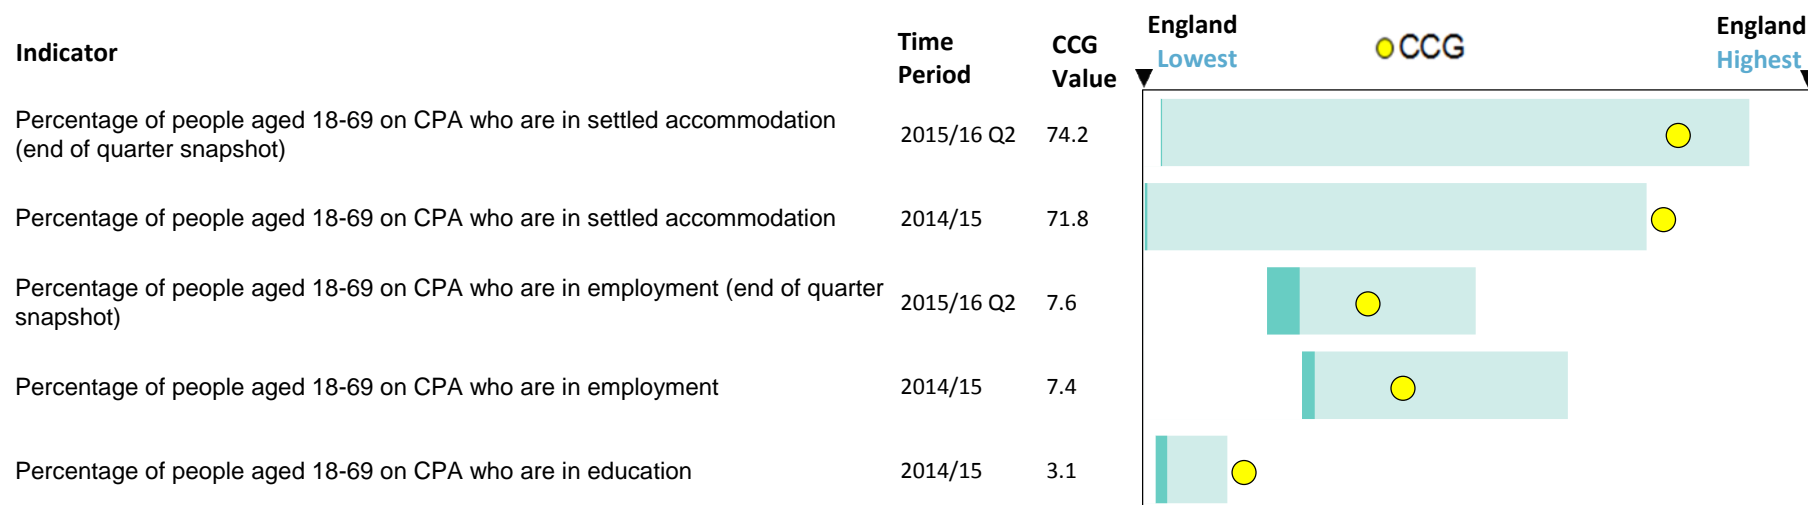 Indicator
Time
Period
CCG
Value
England
Lowest
CCG
England
Highest
Percentage of people aged 18-69 on CPA who are in settled accommodation
(end of quarter snapshot)
2015/16 Q2
74.2
Percentage of people aged 18-69 on CPA who are in settled accommodation
2014/15
71.8
Percentage of people aged 18-69 on CPA who are in employment (end of quarter
snapshot)
2015/16 Q2
7.6
Percentage of people aged 18-69 on CPA who are in employment
2014/15
7.4
Percentage of people aged 18-69 on CPA who are in education
2014/15
3.1